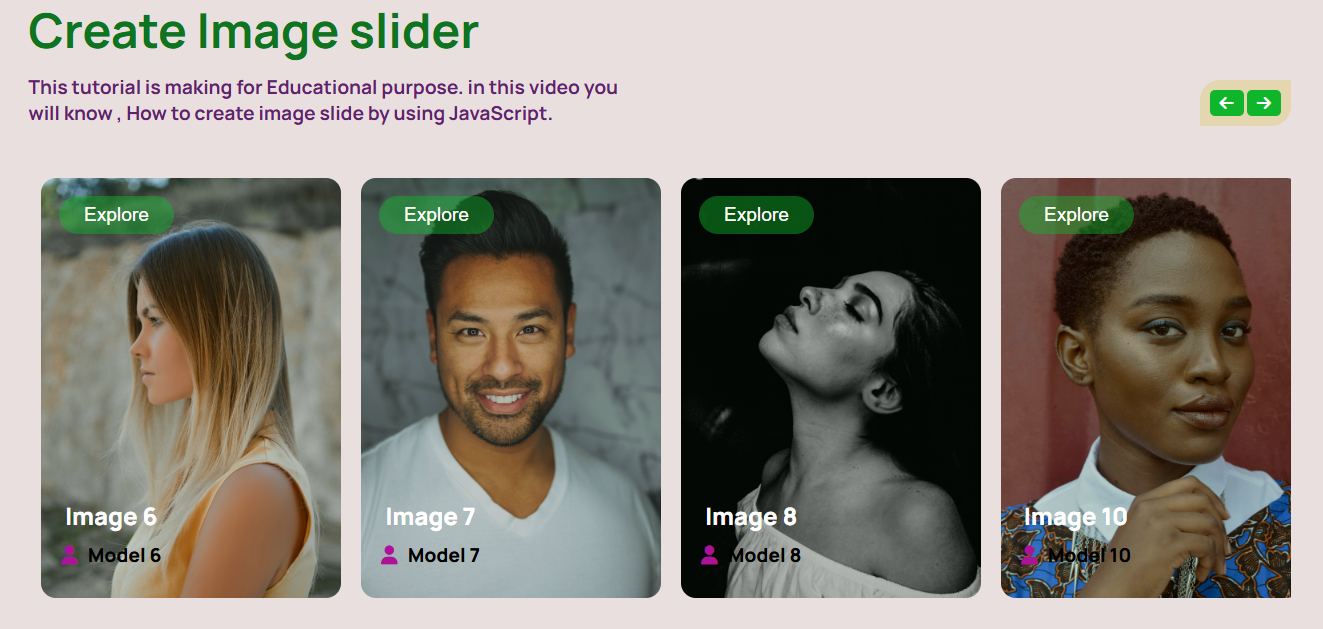 Create Image slider
This tutorial is making for Educational purpose. in this video you
will know , How to create image slide by using JavaScript.
Explore
Explore
Explore
Explore
Image 6
Image 7
Image 8
Image 10
Model 6
Model 7
Model 8
Model 10